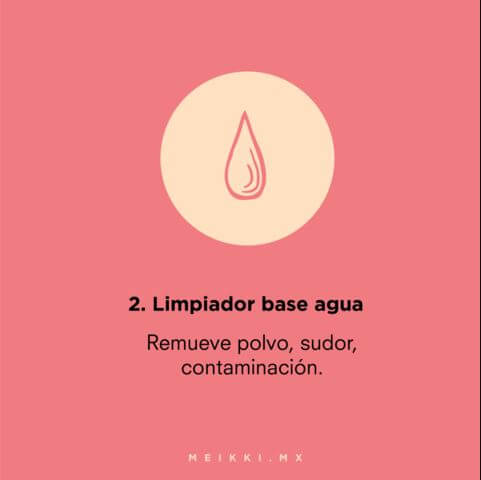 2. Limpiador base agua
Remueve polvo, sudor,
contaminación.
MEIKKI.MX